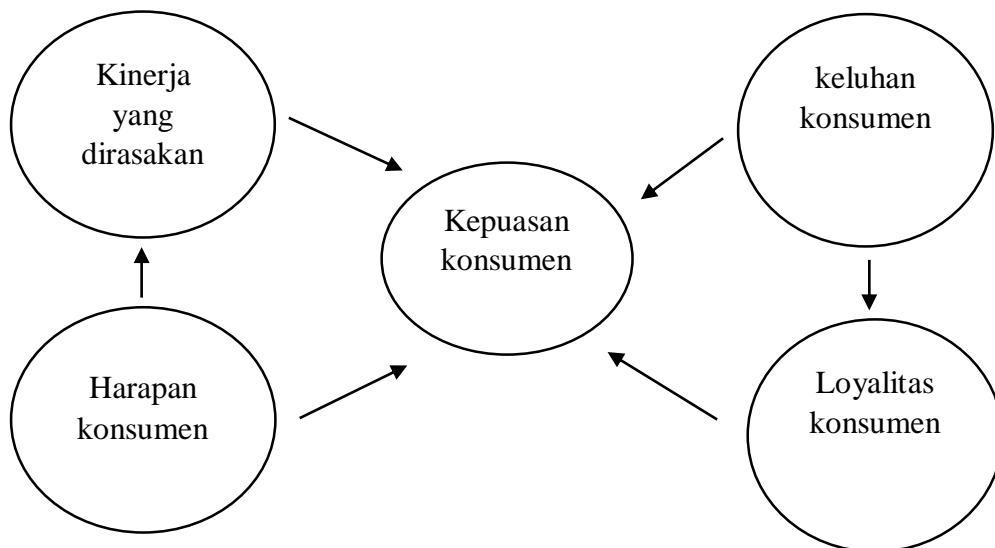 Kinerja
yang
dirasakan
keluhan
konsumen
Kepuasan
konsumen
Harapan
konsumen
Loyalitas
konsumen